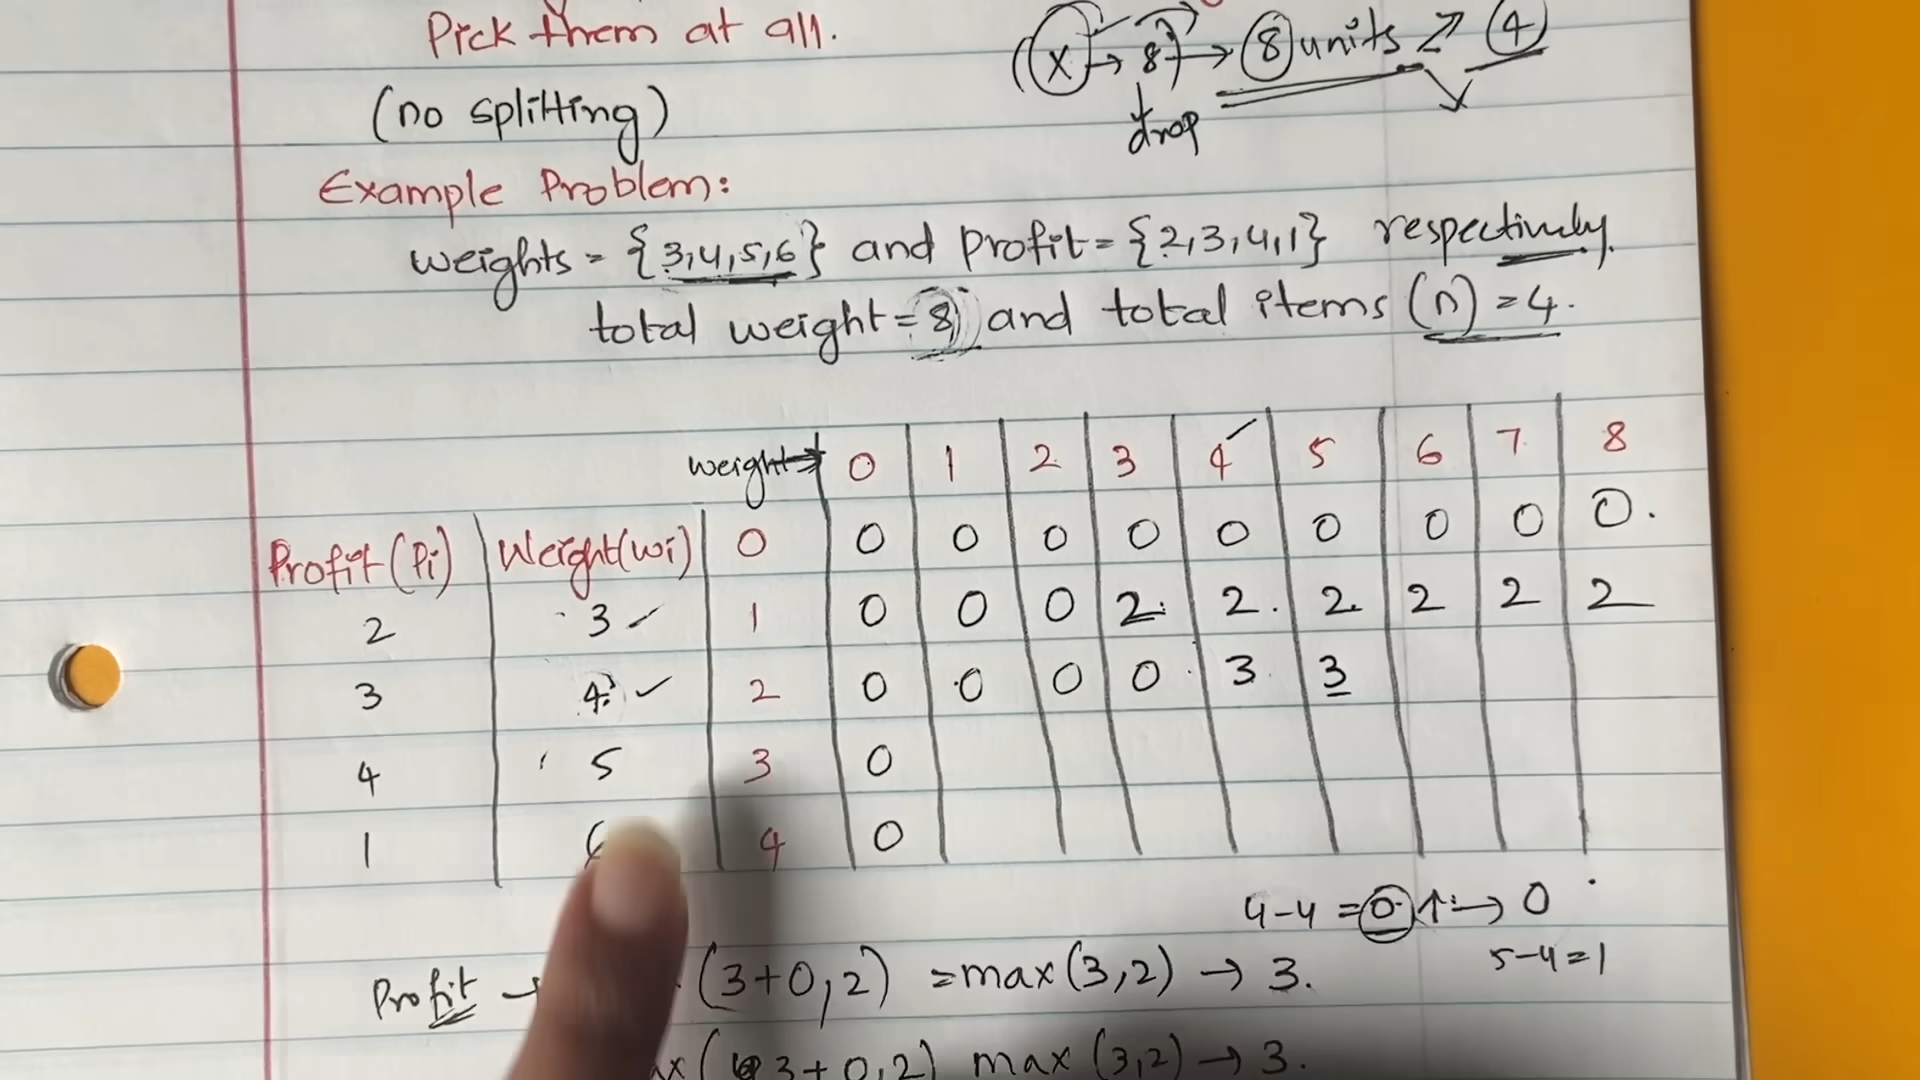 Pick them at all.
(no splitting)
(x → 8) → 8 units > 4
drop
Example Problem:
weights = {3,4,5,6} and Profit = {2,3,4,1} respectively.
total weight = 8 and total items (n) = 4.
weight → 0 1 2 3 4 5 6 7 8
Profit(Pi) Weight(wi) 0 0 0 0 0 0 0 0 0 0.
2 3 ✓ 1 0 0 0 2 2 2 2 2 2
3 4 ✓ 2 0 0 0 0 3 3
4 5 3 0
1 4 0
4-4 = 0 ↑ → 0
5-4=1
Profit → (3+0,2) = max(3,2) → 3.
(3+0,2) max(3,2) → 3.